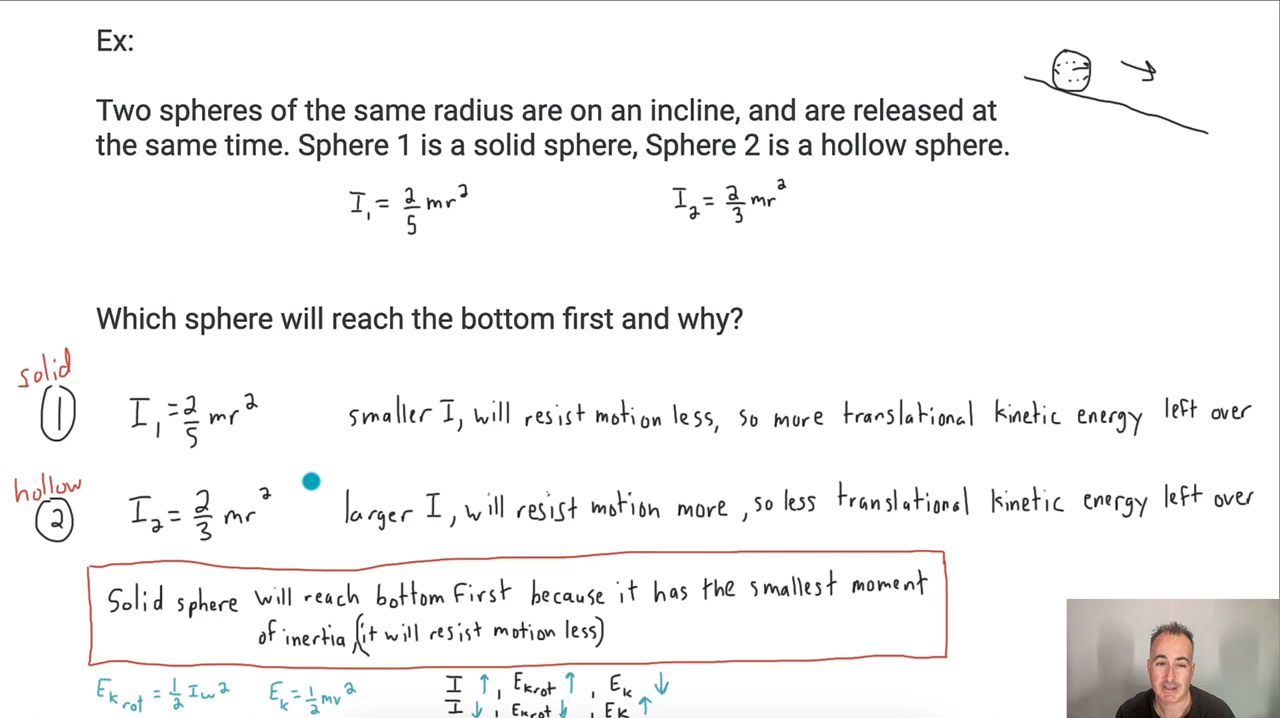 Ex:
Two spheres of the same radius are on an incline, and are released at
the same time. Sphere 1 is a solid sphere, Sphere 2 is a hollow sphere.
I₁ = 2/5 mr² I₂ = 2/3 mr²
Which sphere will reach the bottom first and why?
solid
① I₁ = 2/5 mr² smaller I, will resist motion less, so more translational kinetic energy left over
hollow
② I₂ = 2/3 mr² larger I, will resist motion more, so less translational kinetic energy left over
Solid sphere will reach bottom first because it has the smallest moment
of inertia, (it will resist motion less)
Ek rot = 1/2 Iω² Ek = 1/2 mv² I ↑, Ekrot ↑, Ek ↓
I ↓, Ekrot ↓, Ek ↑